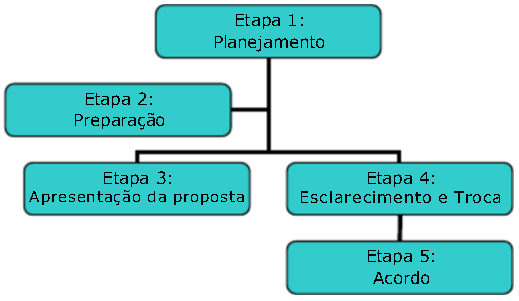 Etapa 1:
Planejamento
Etapa 2:
Preparação
Etapa 3:
Apresentação da proposta
Etapa 4:
Esclarecimento e Troca
Etapa 5:
Acordo